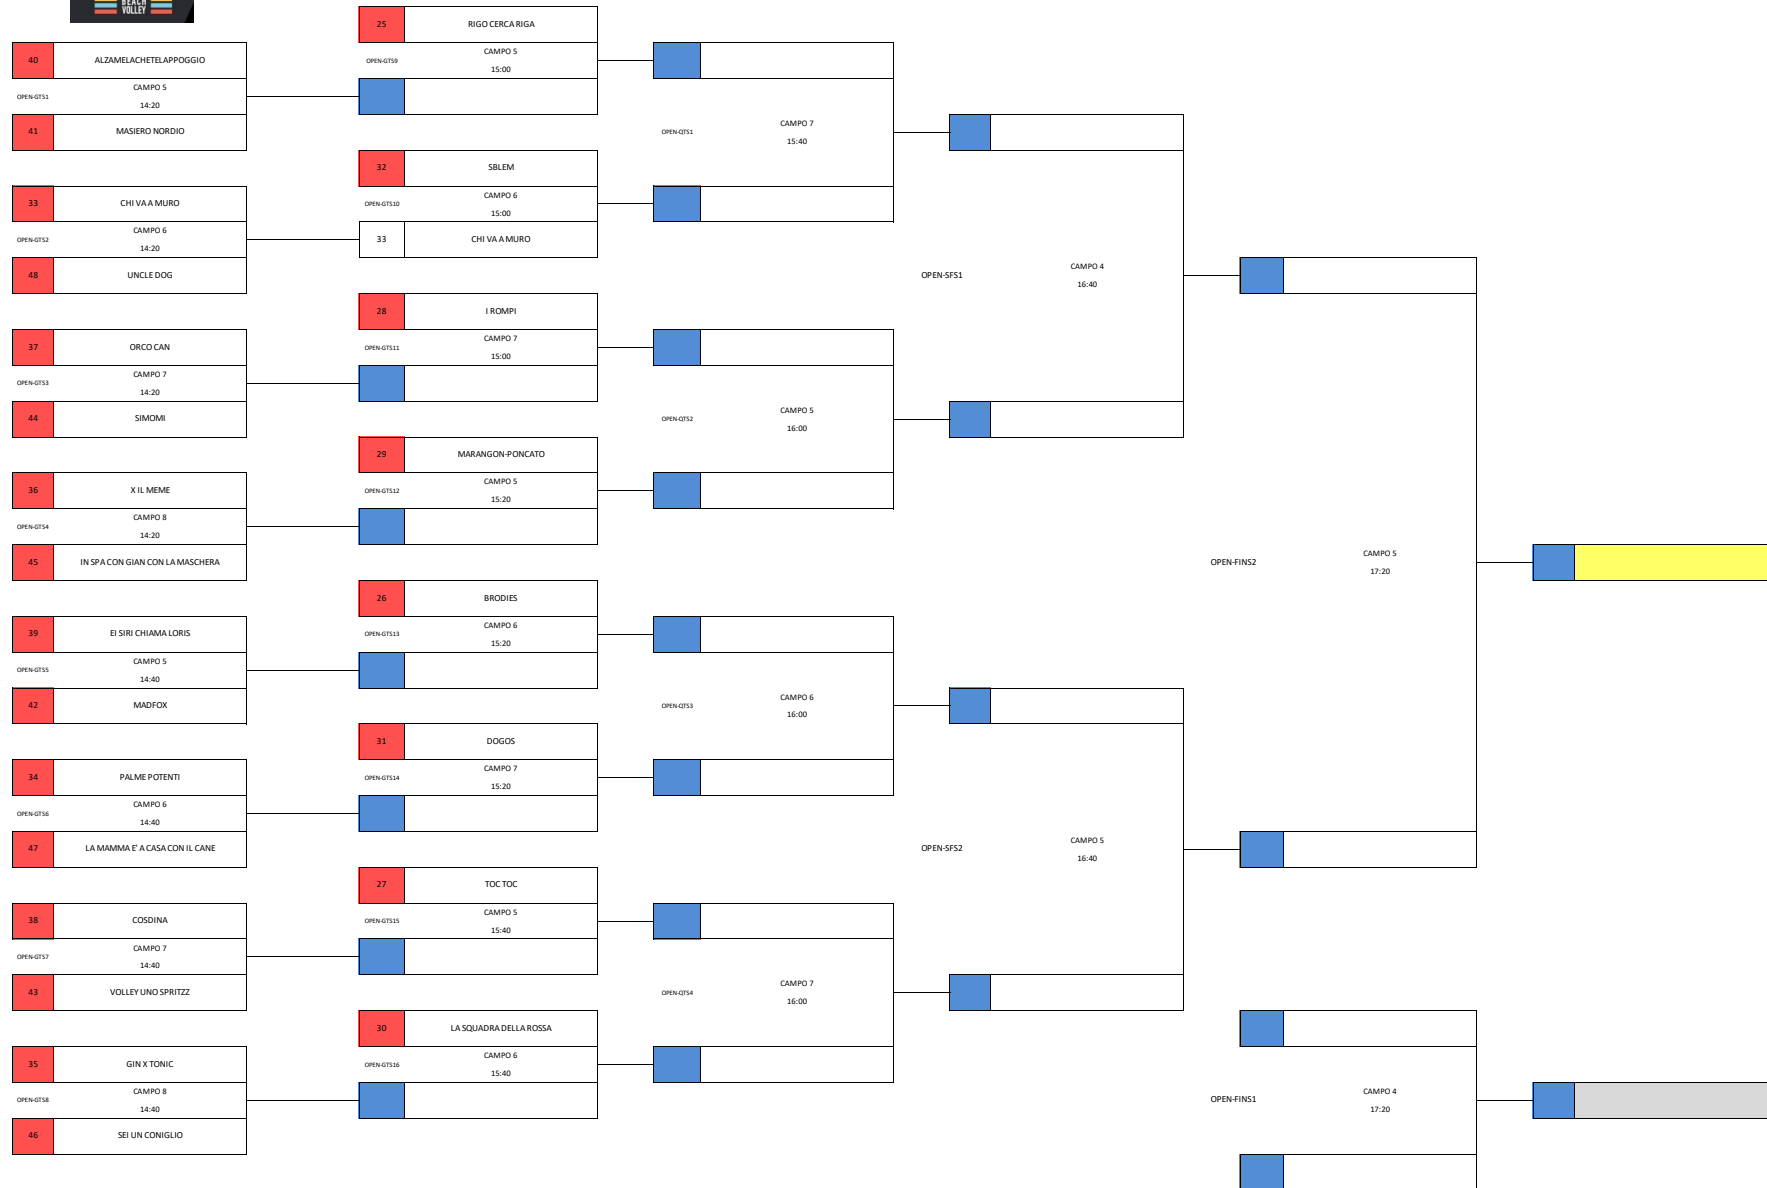 BEACH
VOLLEY
40 ALZAMELACHETELAPPOGGIO
OPEN-GTS1 CAMPO 5
14:20
41 MASIERO NORDIO
33 CHI VA A MURO
OPEN-GTS2 CAMPO 6
14:20
48 UNCLE DOG
37 ORCO CAN
OPEN-GTS3 CAMPO 7
14:20
44 SIMOMI
36 X IL MEME
OPEN-GTS4 CAMPO 8
14:20
45 IN SPA CON GIAN CON LA MASCHERA
39 EI SIRI CHIAMA LORIS
OPEN-GTS5 CAMPO 5
14:40
42 MADFOX
34 PALME POTENTI
OPEN-GTS6 CAMPO 6
14:40
47 LA MAMMA E' A CASA CON IL CANE
38 COSDINA
OPEN-GTS7 CAMPO 7
14:40
43 VOLLEY UNO SPRITZZ
35 GIN X TONIC
OPEN-GTS8 CAMPO 8
14:40
46 SEI UN CONIGLIO
25 RIGO CERCA RIGA
OPEN-GTS9 CAMPO 5
15:00
32 SBLEM
OPEN-GTS10 CAMPO 6
15:00
33 CHI VA A MURO
28 I ROMPI
OPEN-GTS11 CAMPO 7
15:00
29 MARANGON-PONCATO
OPEN-GTS12 CAMPO 5
15:20
26 BRODIES
OPEN-GTS13 CAMPO 6
15:20
31 DOGOS
OPEN-GTS14 CAMPO 7
15:20
27 TOC TOC
OPEN-GTS15 CAMPO 5
15:40
30 LA SQUADRA DELLA ROSSA
OPEN-GTS16 CAMPO 6
15:40
OPEN-QTS1 CAMPO 7
15:40
OPEN-QTS2 CAMPO 5
16:00
OPEN-QTS3 CAMPO 6
16:00
OPEN-QTS4 CAMPO 7
16:00
OPEN-SFS1 CAMPO 4
16:40
OPEN-SFS2 CAMPO 5
16:40
OPEN-FINS2 CAMPO 5
17:20
OPEN-FINS1 CAMPO 4
17:20